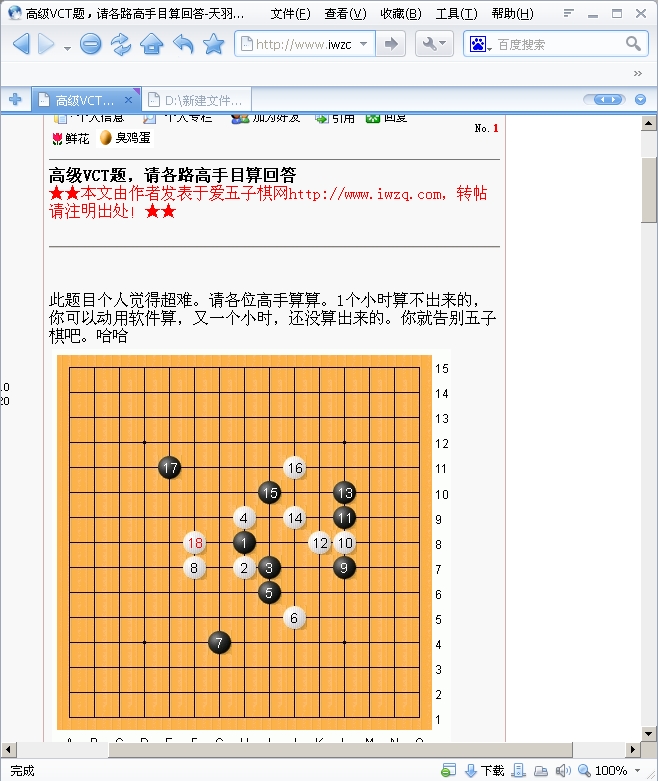 高级VCT题，请各路高手目算回答-天羽...
文件(F) 查看(V) 收藏(B) 工具(T) 帮助(H)
http://www.iwzc
百度搜索
»
高级VCT...
D:\新建文件...
个人信息 个人专栏 加为好友 引用 回复
No. 1
鲜花 臭鸡蛋
高级VCT题，请各路高手目算回答
★★本文由作者发表于爱五子棋网http://www.iwzq.com，转帖
请注明出处! ★★
此题目个人觉得超难。请各位高手算算。1个小时算不出来的，
你可以动用软件算，又一个小时，还没算出来的。你就告别五子
棋吧。哈哈
.0
20
15
14
13
12
17 16 11
15 13 10
4 14 11 9
18 1 12 10 8
8 2 3 9 7
5 6
6 5
7 4
3
2
1
完成
下载
100%